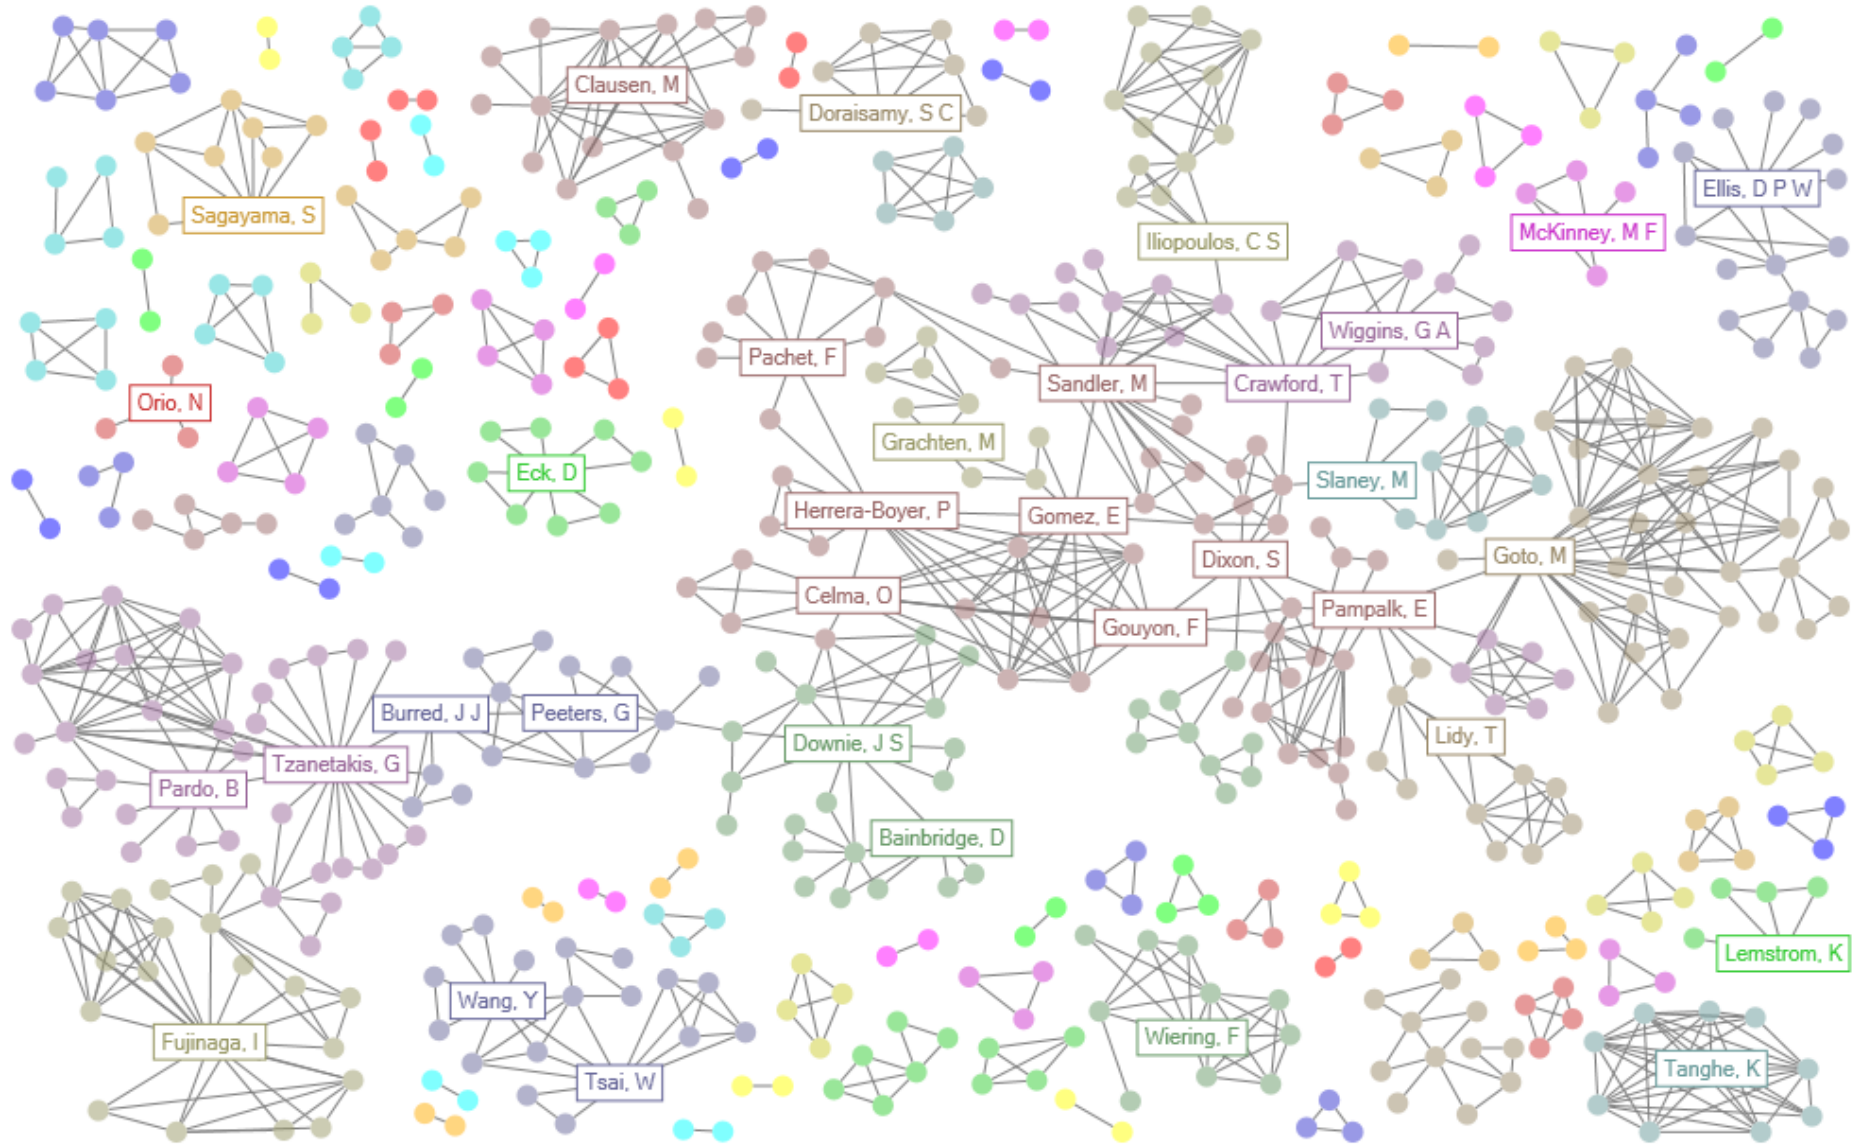 Clausen, M
Doraisamy, S C
Ellis, D P W
Sagayama, S
McKinney, M F
Iliopoulos, C S
Wiggins, G A
Pachet, F
Sandler, M
Crawford, T
Orio, N
Grachten, M
Eck, D
Slaney, M
Herrera-Boyer, P
Gomez, E
Dixon, S
Goto, M
Celma, O
Pampalk, E
Gouyon, F
Burred, J J
Peeters, G
Lidy, T
Downie, J S
Tzanetakis, G
Pardo, B
Bainbridge, D
Lemstrom, K
Wang, Y
Wiering, F
Fujinaga, I
Tanghe, K
Tsai, W